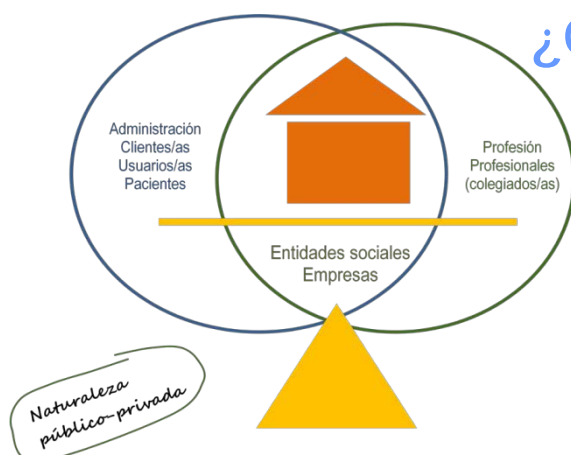 Administración
Clientes/as
Usuarios/as
Pacientes
Profesión
Profesionales
(colegiados/as)
Entidades sociales
Empresas
Naturaleza
público-privada